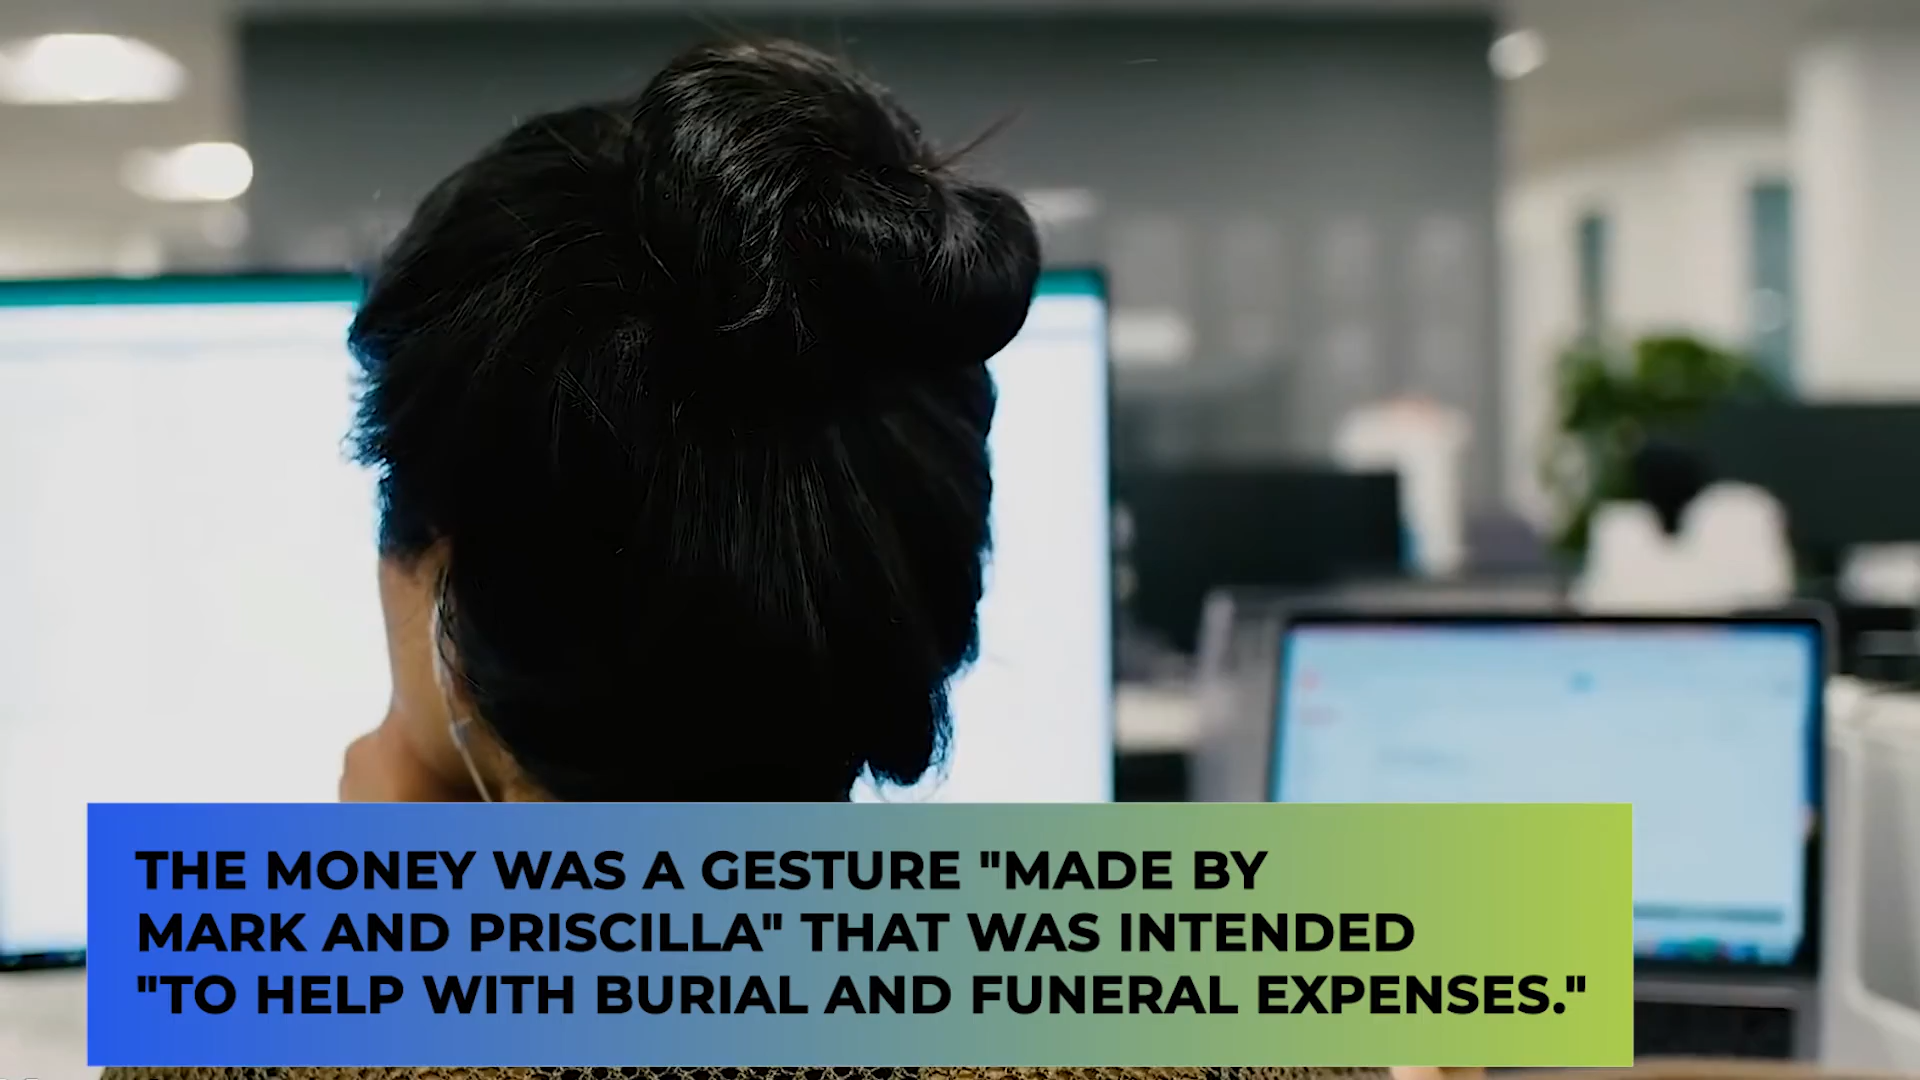 THE MONEY WAS A GESTURE "MADE BY
MARK AND PRISCILLA" THAT WAS INTENDED
"TO HELP WITH BURIAL AND FUNERAL EXPENSES."